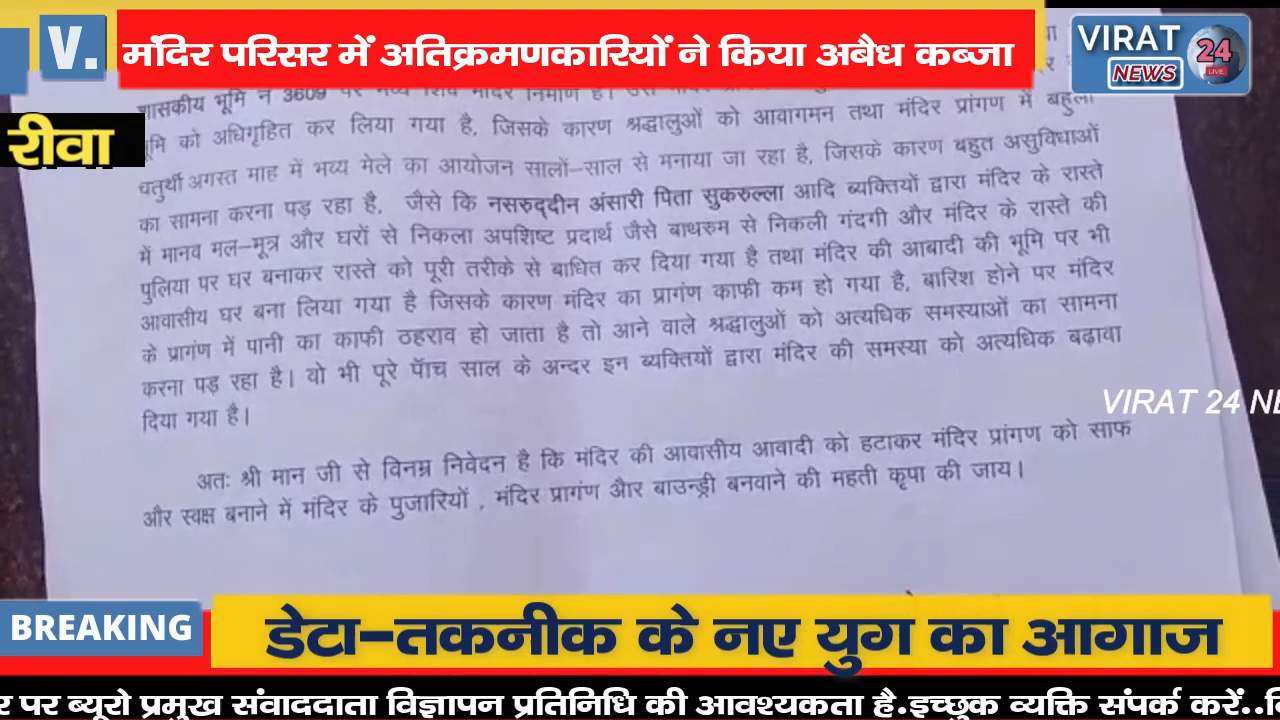 V.
मंदिर परिसर में अतिक्रमणकारियों ने किया अबैध कब्जा
VIRAT
24
LIVE
NEWS
रीवा
शासकीय भूमि नं 3609 पर भव्य शिव मंदिर निर्माण है।
भूमि को अधिगृहित कर लिया गया है, जिसके कारण श्रद्धालुओं को आवागमन तथा मंदिर प्रांगण में बहुला
चतुर्थी अगस्त माह में भव्य मेले का आयोजन सालों–साल से मनाया जा रहा है, जिसके कारण बहुत असुविधाओं
का सामना करना पड़ रहा है, जैसे कि नसरुद्दीन अंसारी पिता सुकरुल्ला आदि ब्यक्तियों द्वारा मंदिर के रास्ते
में मानव मल–मूत्र और घरों से निकला अपशिष्ट प्रदार्थ जैसे बाथरुम से निकली गंदगी और मंदिर के रास्ते की
पुलिया पर घर बनाकर रास्ते को पूरी तरीके से बाधित कर दिया गया है तथा मंदिर की आबादी की भूमि पर भी
आवासीय घर बना लिया गया है जिसके कारण मंदिर का प्रागंण काफी कम हो गया है, बारिश होने पर मंदिर
के प्रागंण में पानी का काफी ठहराव हो जाता है तो आने वाले श्रद्धालुओं को अत्यधिक समस्याओं का सामना
करना पड़ रहा है। वो भी पूरे पॅाच साल के अन्दर इन ब्यक्तियों द्वारा मंदिर की समस्या को अत्यधिक बढ़ावा
दिया गया है।
VIRAT 24 NE
अतः श्री मान जी से विनम्र निवेदन है कि मंदिर की आवासीय आवादी को हटाकर मंदिर प्रांगण को साफ
और स्वक्ष बनाने में मंदिर के पुजारियों , मंदिर प्रागंण और बाउन्ड्री बनवाने की महती कृपा की जाय।
BREAKING
डेटा–तकनीक के नए युग का आगाज
र पर ब्यूरो प्रमुख संवाददाता विज्ञापन प्रतिनिधि की आवश्यकता है.इच्छुक व्यक्ति संपर्क करें..